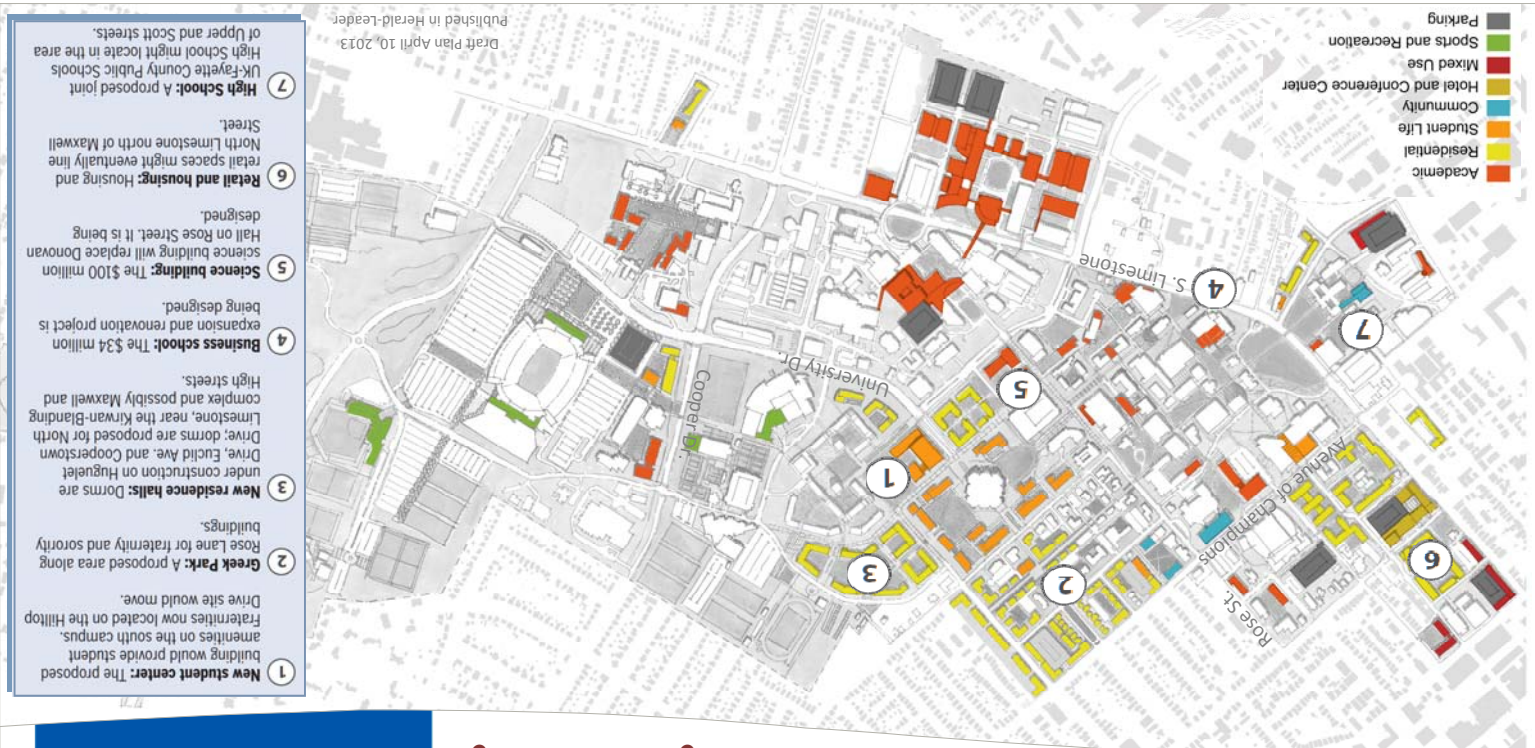 1 New student center: The proposed
building would provide student
amenities on the south campus.
Fraternities now located on the Hilltop
Drive site would move.
2 Greek Park: A proposed area along
Rose Lane for fraternity and sorority
buildings.
3 New residence halls: Dorms are
under construction on Huguelet
Drive, Euclid Ave. and Cooperstown
Drive; dorms are proposed for North
Limestone, near the Kirwan-Blanding
complex and possibly Maxwell and
High streets.
4 Business school: The $34 million
expansion and renovation project is
being designed.
5 Science building: The $100 million
science building will replace Donovan
Hall on Rose Street. It is being
designed.
6 Retail and housing: Housing and
retail spaces might eventually line
North Limestone north of Maxwell
Street.
7 High School: A proposed joint
UK-Fayette County Public Schools
High School might locate in the area
of Upper and Scott streets.
Rose St.
Avenue of Champions
6
2
3
1
5
7
4
University Dr.
Cooper Dr.
S. Limestone
Academic
Residential
Student Life
Community
Hotel and Conference Center
Mixed Use
Sports and Recreation
Parking
Draft Plan April 10, 2013
Published in Herald-Leader